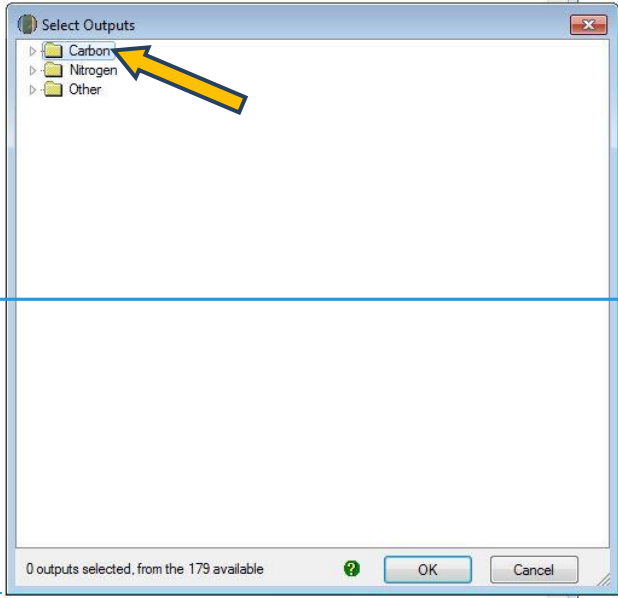 Select Outputs
Carbon
Nitrogen
Other
0 outputs selected, from the 179 available
?
OK
Cancel